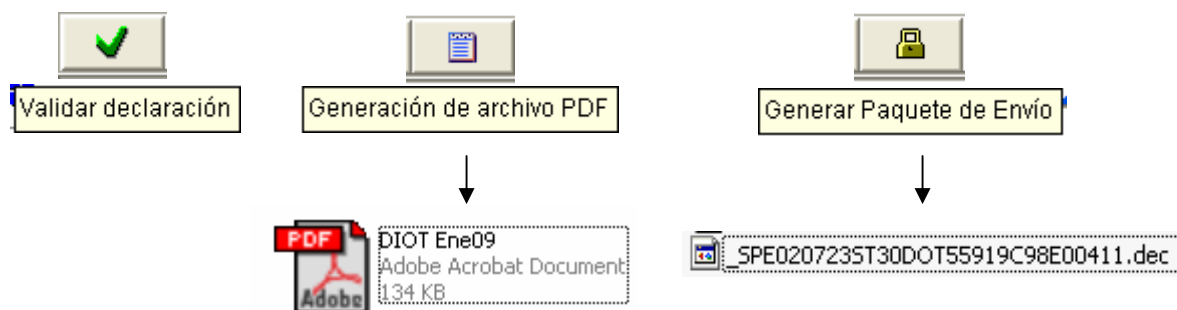 Validar declaración
Generación de archivo PDF
Generar Paquete de Envío
PDF
Adobe
DIOT Ene09
Adobe Acrobat Document
134 KB
_SPE020723ST30DOT55919C98E00411.dec